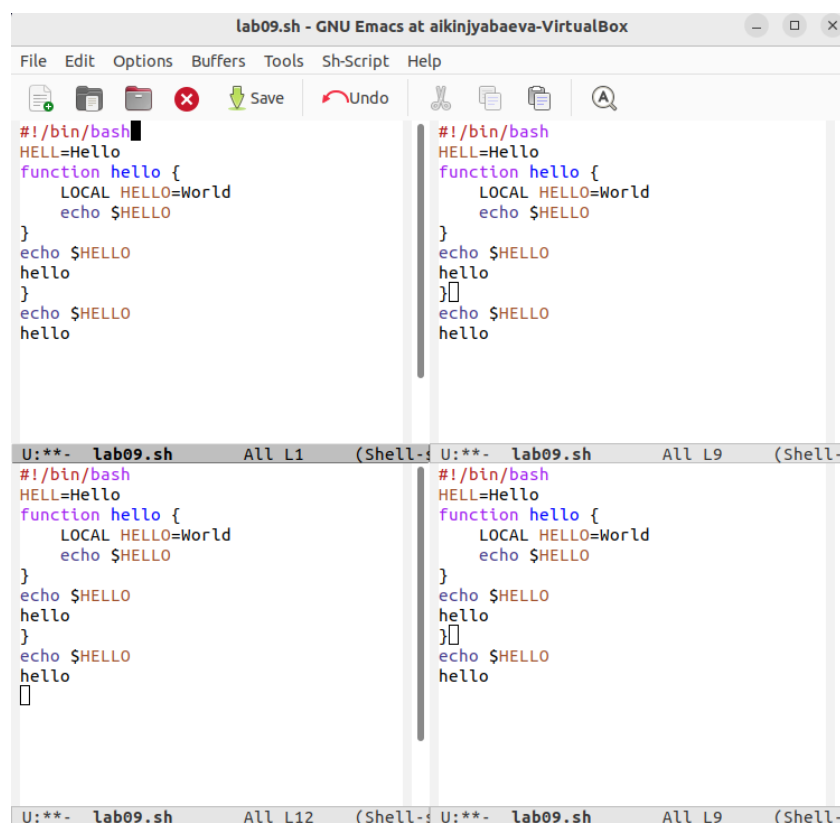 lab09.sh - GNU Emacs at aikinjyabaeva-VirtualBox
File Edit Options Buffers Tools Sh-Script Help
Save Undo
#!/bin/bash
HELL=Hello
function hello {
    LOCAL HELLO=World
    echo $HELLO
}
echo $HELLO
hello
}
echo $HELLO
hello
U:**- lab09.sh All L1 (Shell-s
#!/bin/bash
HELL=Hello
function hello {
    LOCAL HELLO=World
    echo $HELLO
}
echo $HELLO
hello
}
echo $HELLO
hello
U:**- lab09.sh All L9 (Shell-
#!/bin/bash
HELL=Hello
function hello {
    LOCAL HELLO=World
    echo $HELLO
}
echo $HELLO
hello
}
echo $HELLO
hello
U:**- lab09.sh All L12 (Shell-s
#!/bin/bash
HELL=Hello
function hello {
    LOCAL HELLO=World
    echo $HELLO
}
echo $HELLO
hello
}
echo $HELLO
hello
U:**- lab09.sh All L9 (Shell-